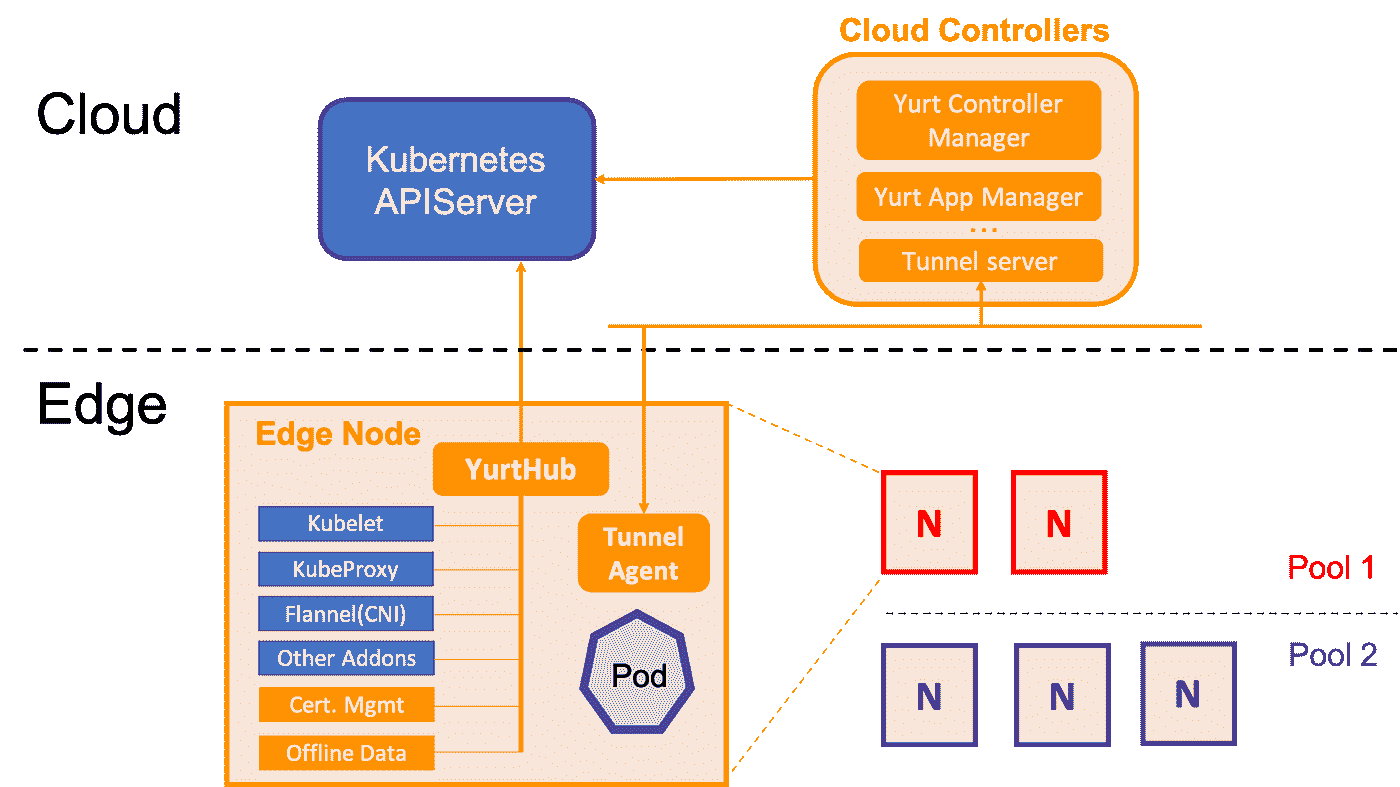 Cloud Controllers
Cloud
Kubernetes
APIServer
Yurt Controller
Manager
Yurt App Manager
...
Tunnel server
Edge
Edge Node
YurtHub
Kubelet
KubeProxy
Flannel(CNI)
Other Addons
Cert. Mgmt
Offline Data
Tunnel
Agent
Pod
N N
Pool 1
Pool 2
N N N